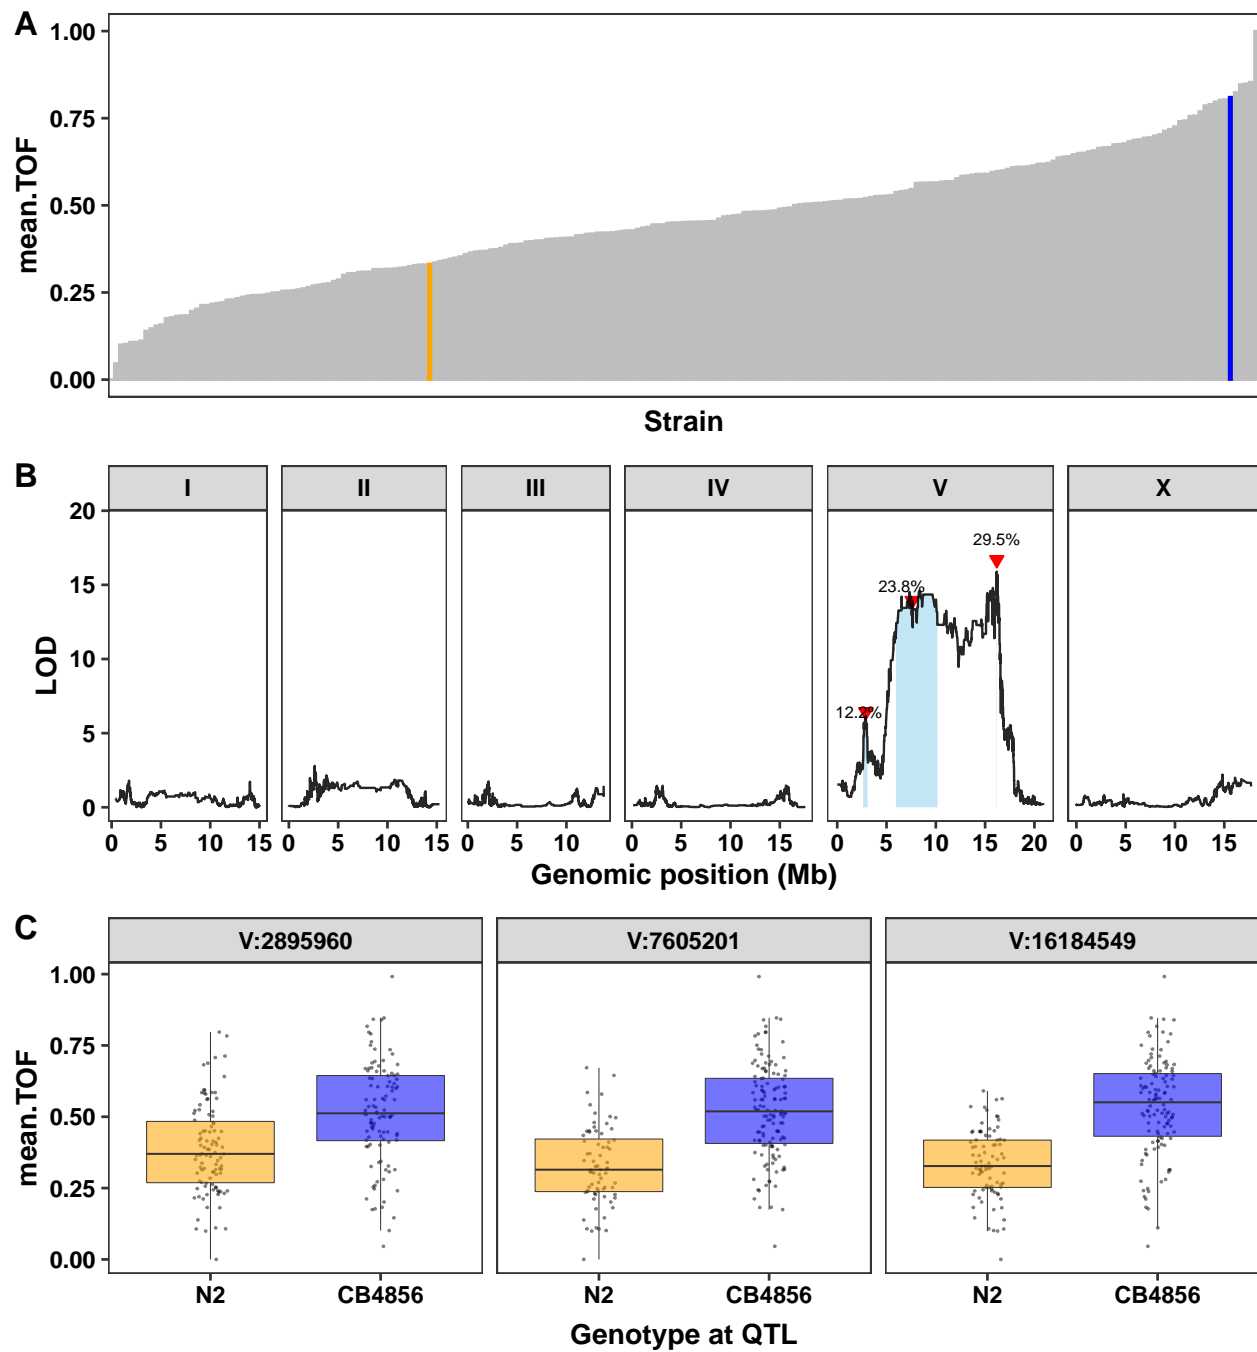 A
1.00
0.75
0.50
0.25
0.00
mean.TOF
Strain
B
I II III IV V X
20
15
10
5
0
LOD
12.2%
23.8%
29.5%
0 5 10 15 0 5 10 15 0 5 10 0 5 10 15 0 5 10 15 20 0 5 10 15
Genomic position (Mb)
C
V:2895960 V:7605201 V:16184549
1.00
0.75
0.50
0.25
0.00
mean.TOF
N2 CB4856 N2 CB4856 N2 CB4856
Genotype at QTL